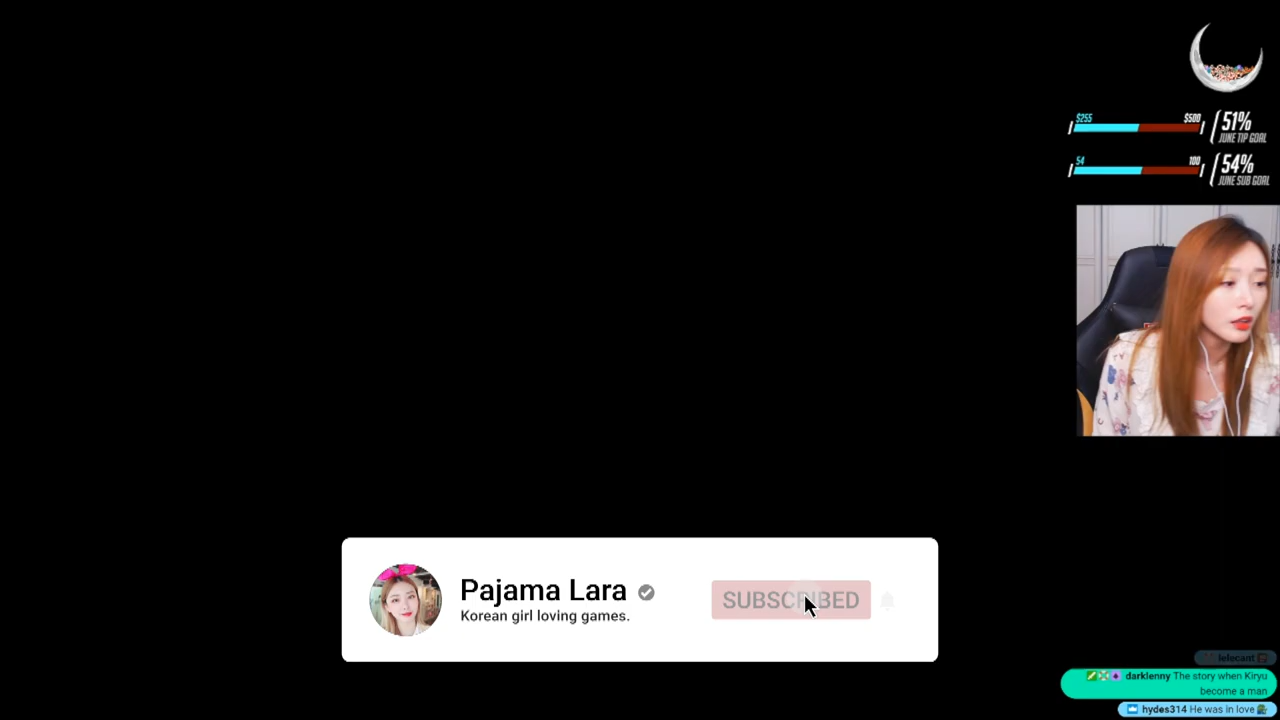 $255
$500
51%
JUNE TIP GOAL
54
100
54%
JUNE SUB GOAL
Pajama Lara
Korean girl loving games.
SUBSCRIBED
lelecant
darklenny The story when Kiryu
become a man
hydes314 He was in love